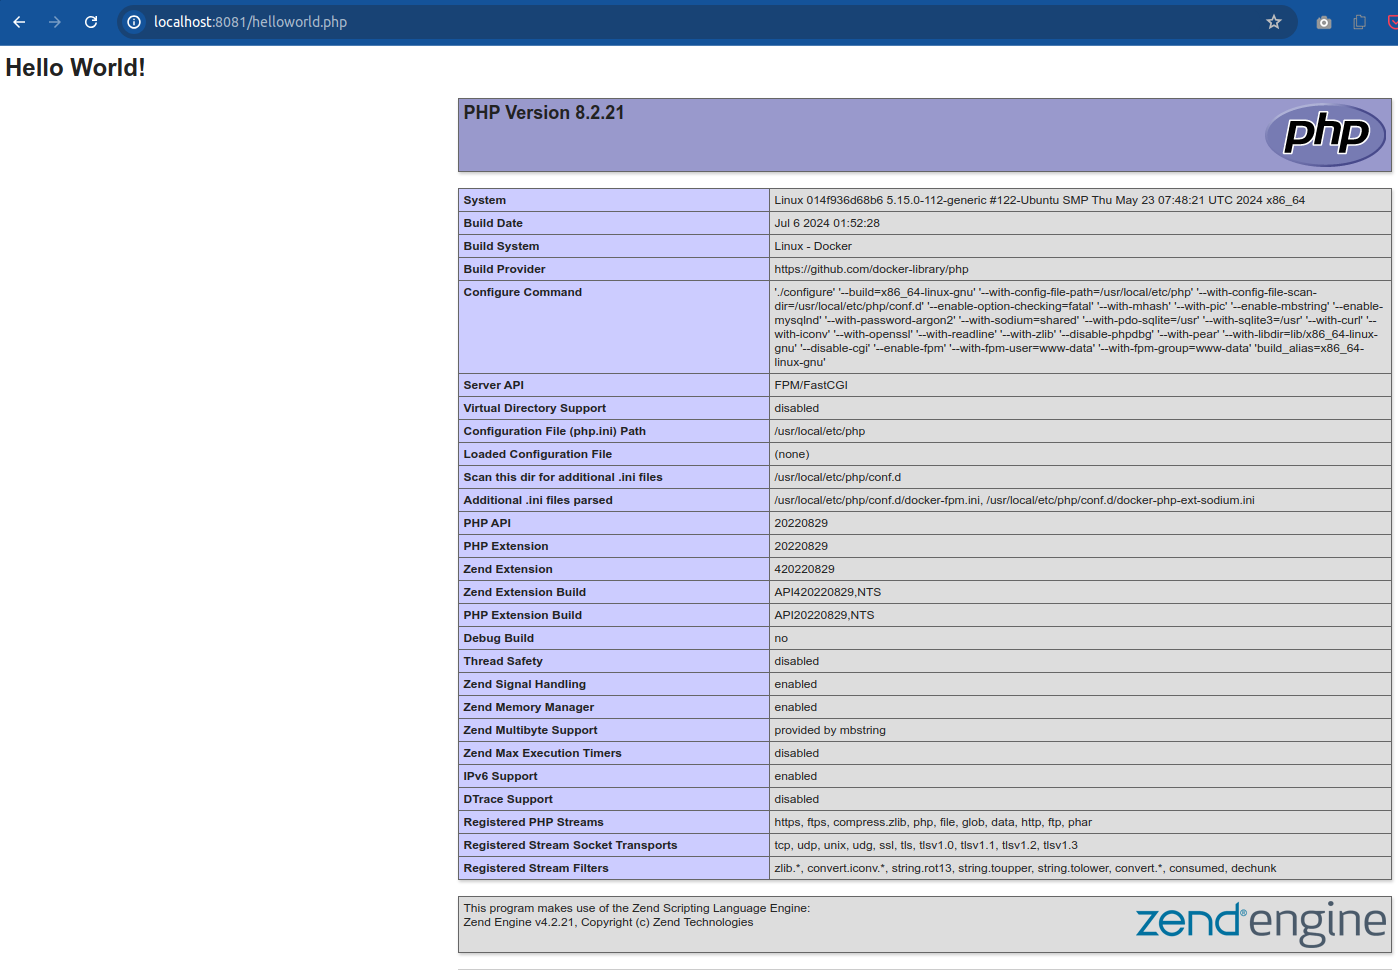 localhost:8081/helloworld.php
Hello World!
PHP Version 8.2.21
php
System Linux 014f936d68b6 5.15.0-112-generic #122-Ubuntu SMP Thu May 23 07:48:21 UTC 2024 x86_64
Build Date Jul 6 2024 01:52:28
Build System Linux - Docker
Build Provider https://github.com/docker-library/php
Configure Command './configure' '--build=x86_64-linux-gnu' '--with-config-file-path=/usr/local/etc/php' '--with-config-file-scan-
dir=/usr/local/etc/php/conf.d' '--enable-option-checking=fatal' '--with-mhash' '--with-pic' '--enable-mbstring' '--enable-
mysqlnd' '--with-password-argon2' '--with-sodium=shared' '--with-pdo-sqlite=/usr' '--with-sqlite3=/usr' '--with-curl' '--
with-iconv' '--with-openssl' '--with-readline' '--with-zlib' '--disable-phpdbg' '--with-pear' '--with-libdir=lib/x86_64-linux-
gnu' '--disable-cgi' '--enable-fpm' '--with-fpm-user=www-data' '--with-fpm-group=www-data' 'build_alias=x86_64-
linux-gnu'
Server API FPM/FastCGI
Virtual Directory Support disabled
Configuration File (php.ini) Path /usr/local/etc/php
Loaded Configuration File (none)
Scan this dir for additional .ini files /usr/local/etc/php/conf.d
Additional .ini files parsed /usr/local/etc/php/conf.d/docker-fpm.ini, /usr/local/etc/php/conf.d/docker-php-ext-sodium.ini
PHP API 20220829
PHP Extension 20220829
Zend Extension 420220829
Zend Extension Build API420220829,NTS
PHP Extension Build API20220829,NTS
Debug Build no
Thread Safety disabled
Zend Signal Handling enabled
Zend Memory Manager enabled
Zend Multibyte Support provided by mbstring
Zend Max Execution Timers disabled
IPv6 Support enabled
DTrace Support disabled
Registered PHP Streams https, ftps, compress.zlib, php, file, glob, data, http, ftp, phar
Registered Stream Socket Transports tcp, udp, unix, udg, ssl, tls, tlsv1.0, tlsv1.1, tlsv1.2, tlsv1.3
Registered Stream Filters zlib.*, convert.iconv.*, string.rot13, string.toupper, string.tolower, convert.*, consumed, dechunk
This program makes use of the Zend Scripting Language Engine:
Zend Engine v4.2.21, Copyright (c) Zend Technologies
zend® engine